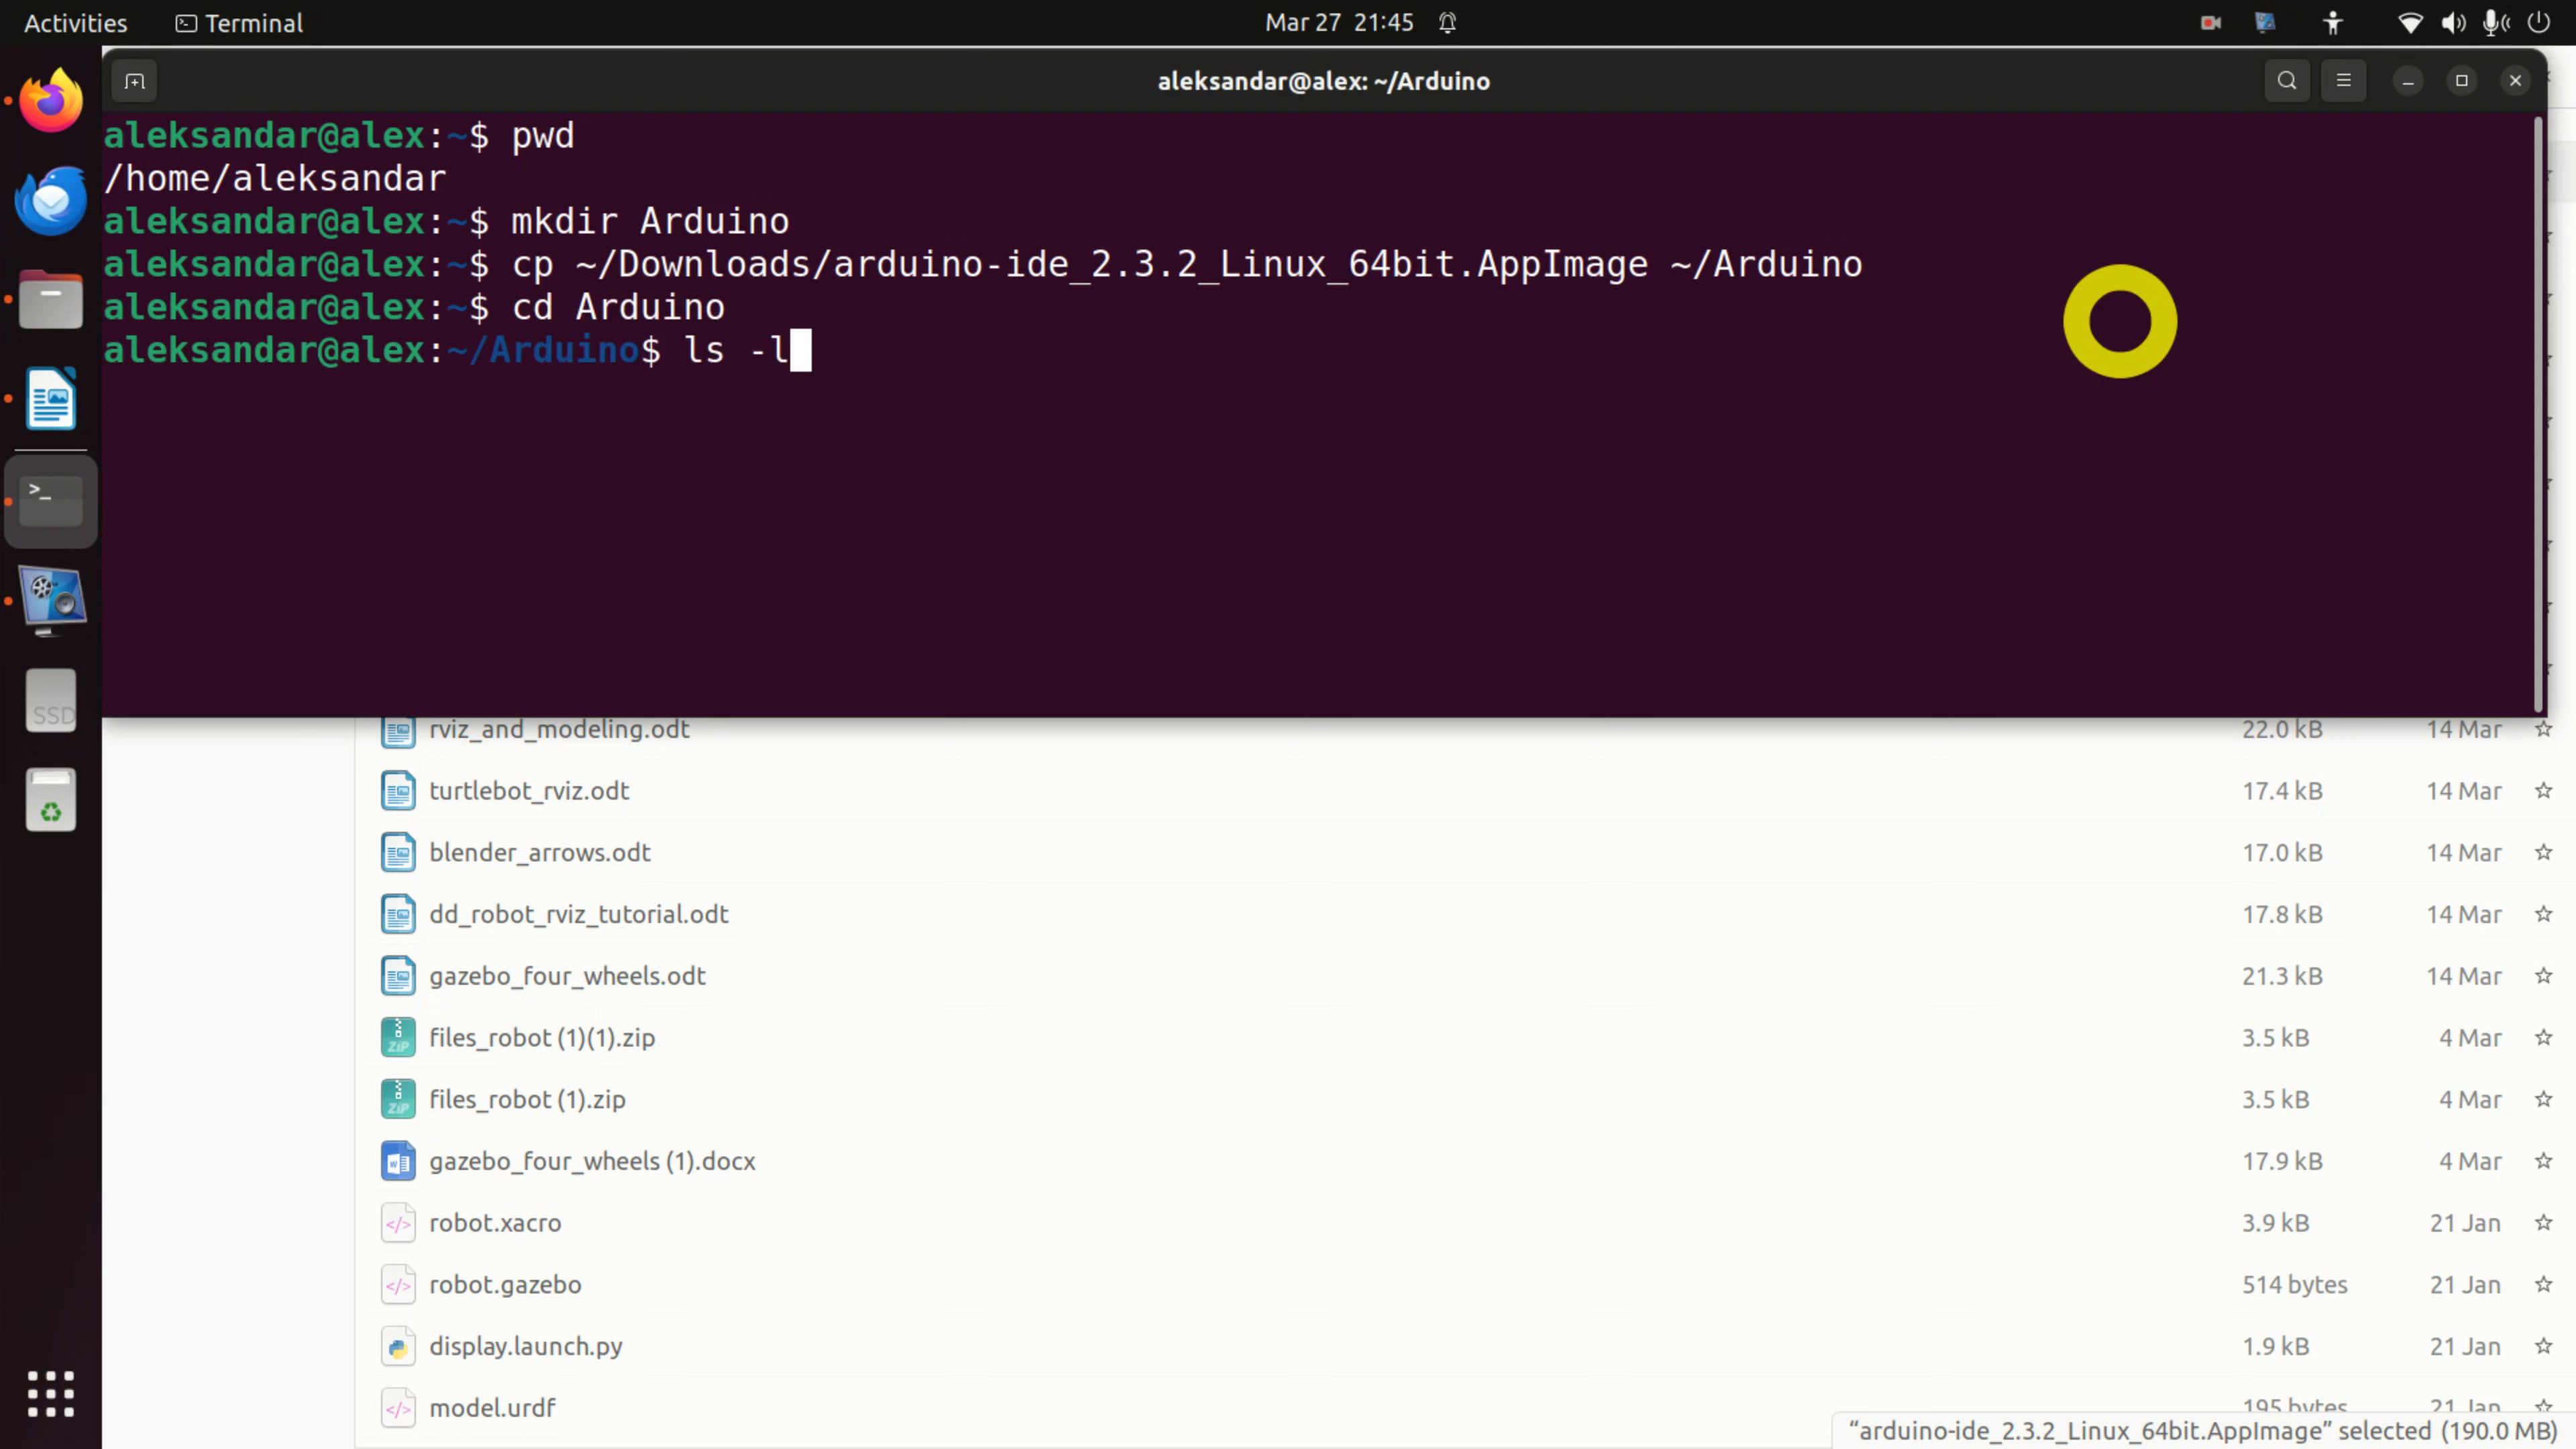 Activities
Terminal
Mar 27 21:45
aleksandar@alex: ~/Arduino
aleksandar@alex:~$ pwd
/home/aleksandar
aleksandar@alex:~$ mkdir Arduino
aleksandar@alex:~$ cp ~/Downloads/arduino-ide_2.3.2_Linux_64bit.AppImage ~/Arduino
aleksandar@alex:~$ cd Arduino
aleksandar@alex:~/Arduino$ ls -l
SSD
rviz_and_modeling.odt 22.0 kB 14 Mar
turtlebot_rviz.odt 17.4 kB 14 Mar
blender_arrows.odt 17.0 kB 14 Mar
dd_robot_rviz_tutorial.odt 17.8 kB 14 Mar
gazebo_four_wheels.odt 21.3 kB 14 Mar
files_robot (1)(1).zip 3.5 kB 4 Mar
files_robot (1).zip 3.5 kB 4 Mar
gazebo_four_wheels (1).docx 17.9 kB 4 Mar
robot.xacro 3.9 kB 21 Jan
robot.gazebo 514 bytes 21 Jan
display.launch.py 1.9 kB 21 Jan
model.urdf 195 bytes 21 Jan
“arduino-ide_2.3.2_Linux_64bit.AppImage” selected (190.0 MB)